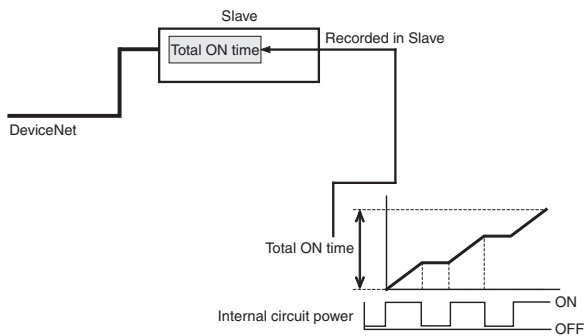 Slave
Total ON time
Recorded in Slave
DeviceNet
Total ON time
Internal circuit power
ON
OFF